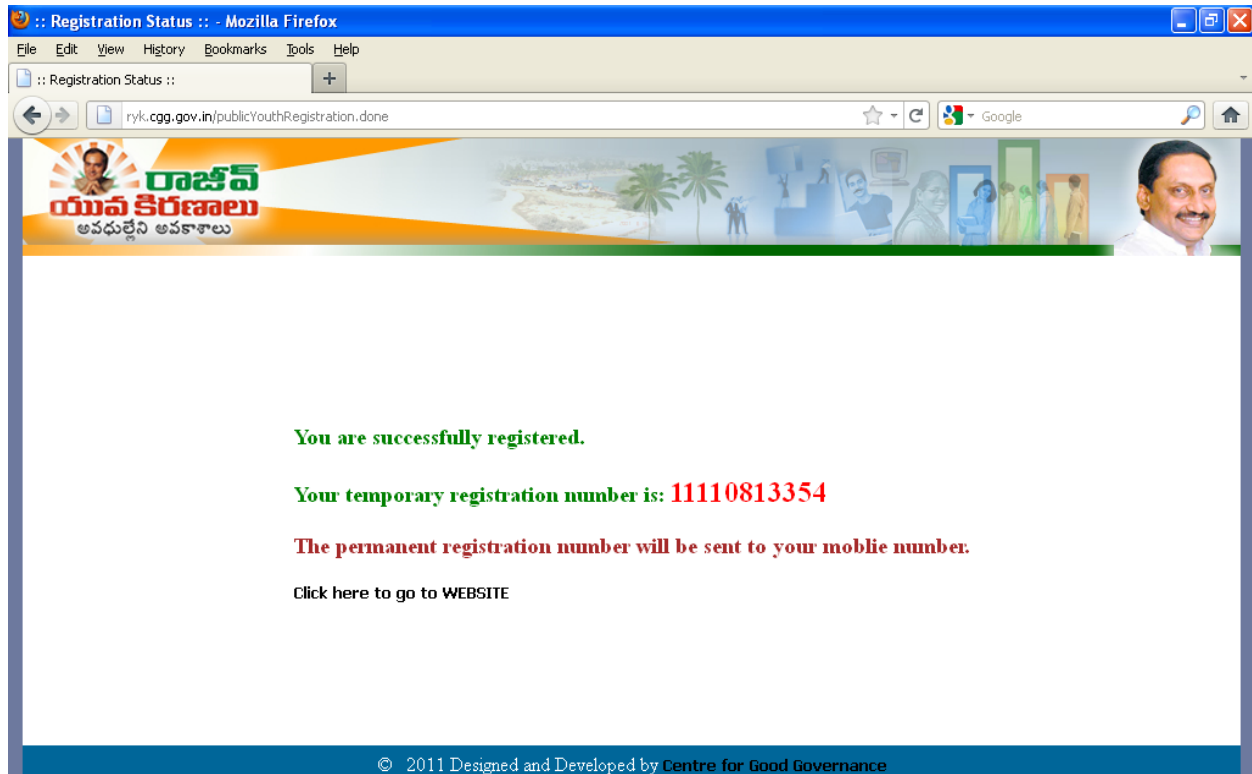 :: Registration Status :: - Mozilla Firefox
File Edit View History Bookmarks Tools Help
:: Registration Status ::
ryk.cgg.gov.in/publicYouthRegistration.done
Google
రాజీవ్
యువ కిరణాలు
అవధుల్లేని అవకాశాలు
You are successfully registered.
Your temporary registration number is: 11110813354
The permanent registration number will be sent to your moblie number.
Click here to go to WEBSITE
© 2011 Designed and Developed by Centre for Good Governance